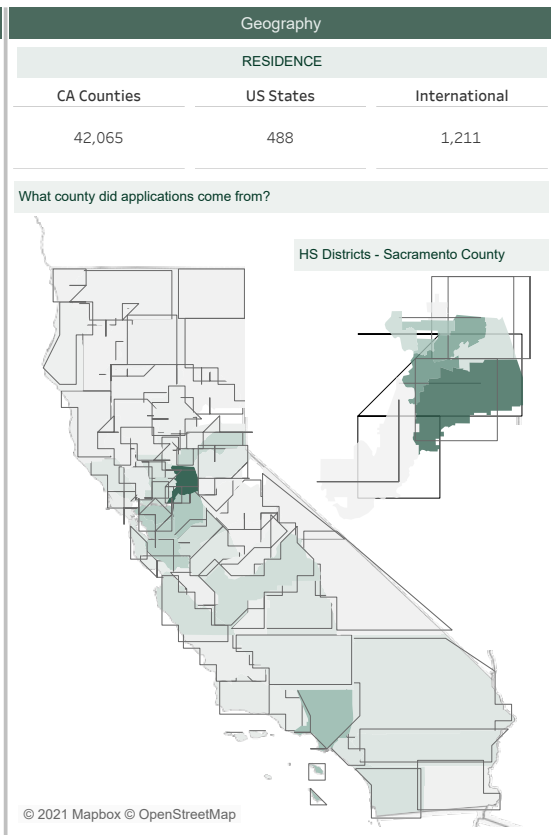 Geography
RESIDENCE
CA Counties US States International
42,065 488 1,211
What county did applications come from?
HS Districts - Sacramento County
© 2021 Mapbox © OpenStreetMap